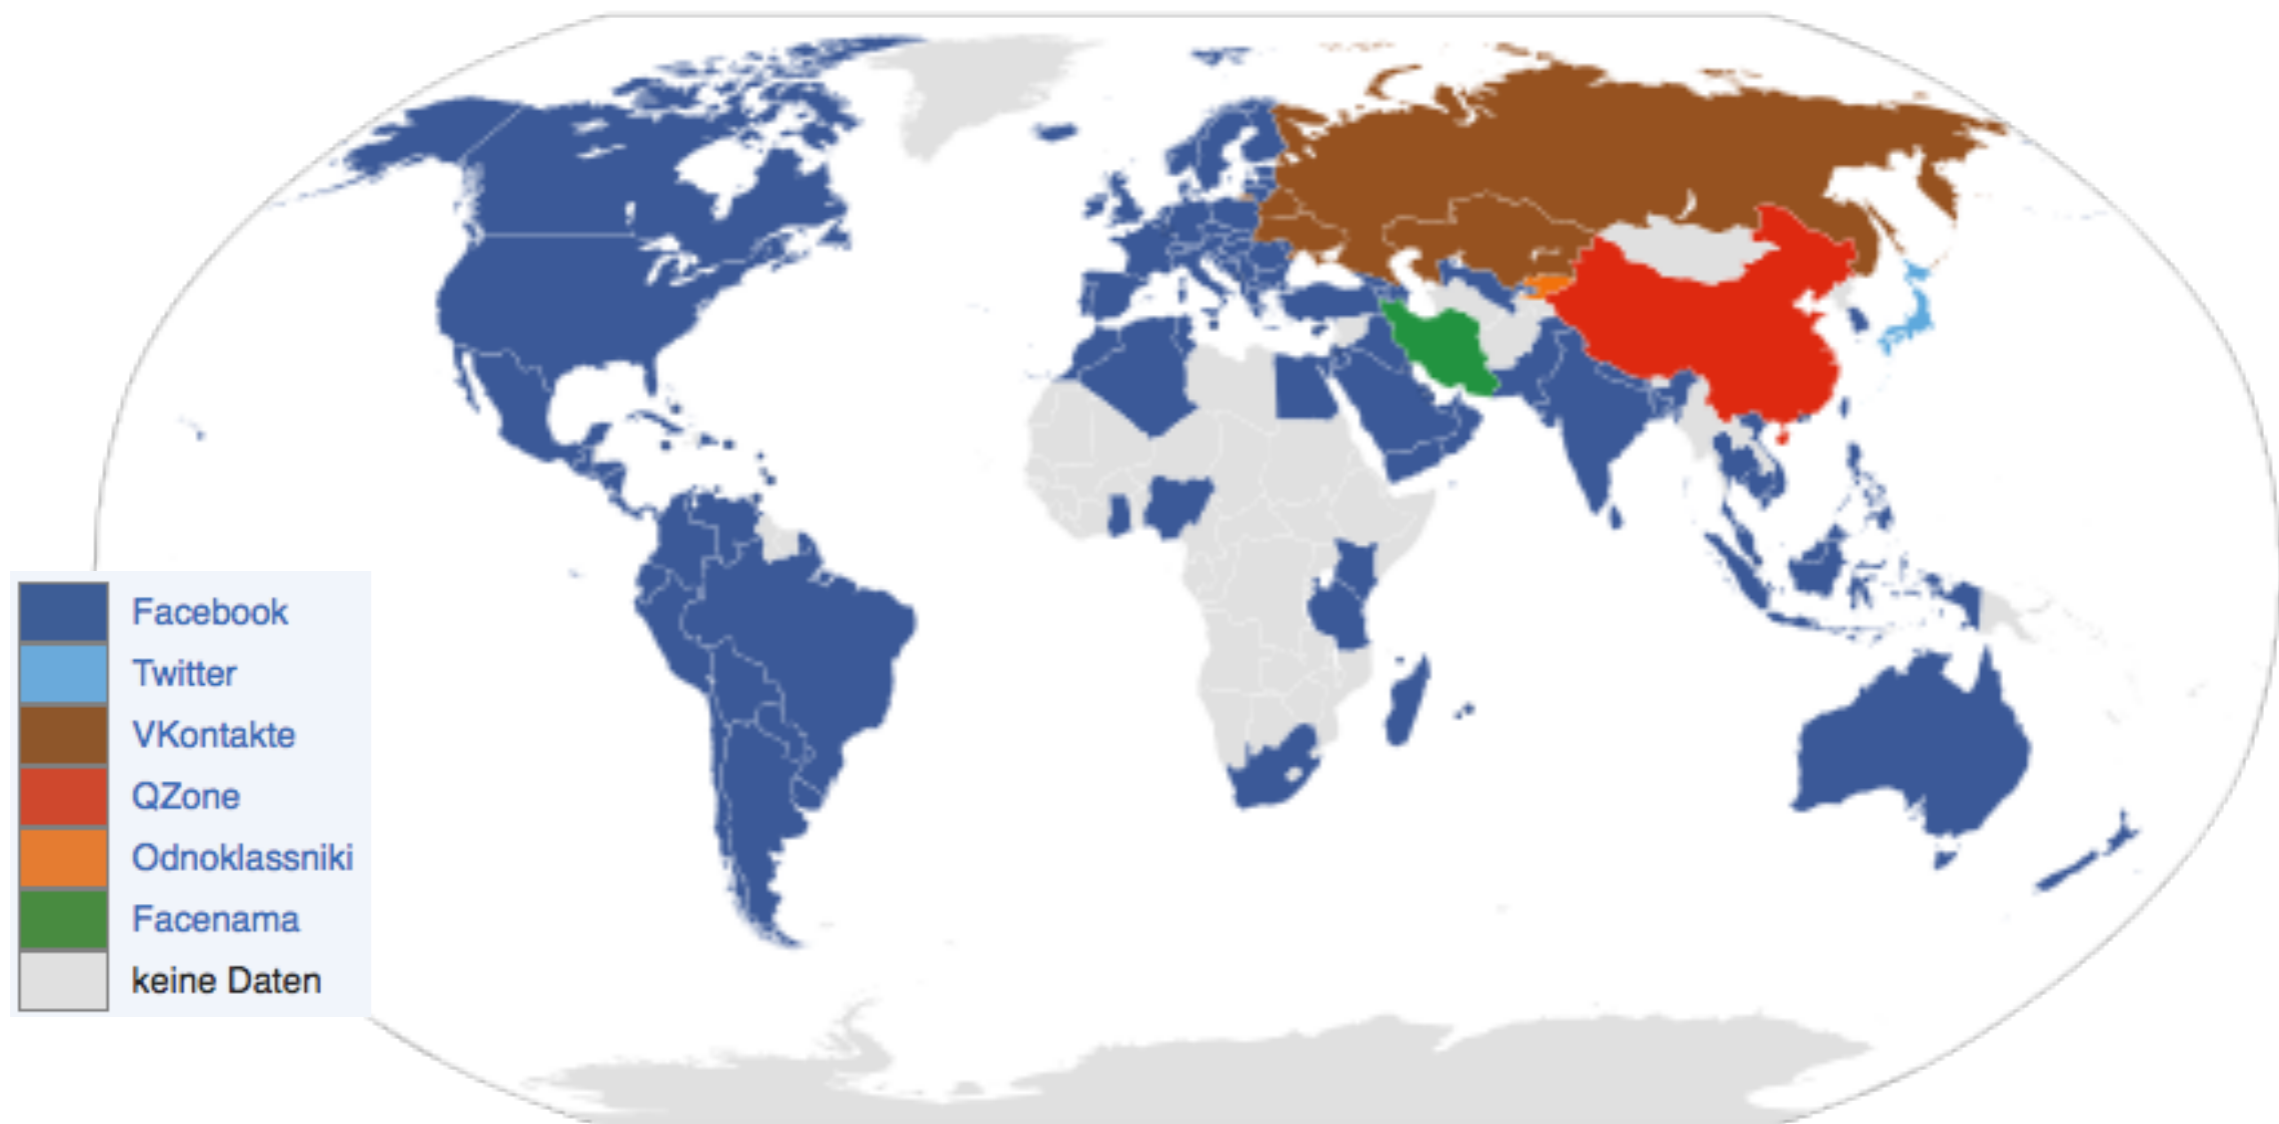 Facebook
Twitter
VKontakte
QZone
Odnoklassniki
Facenama
keine Daten